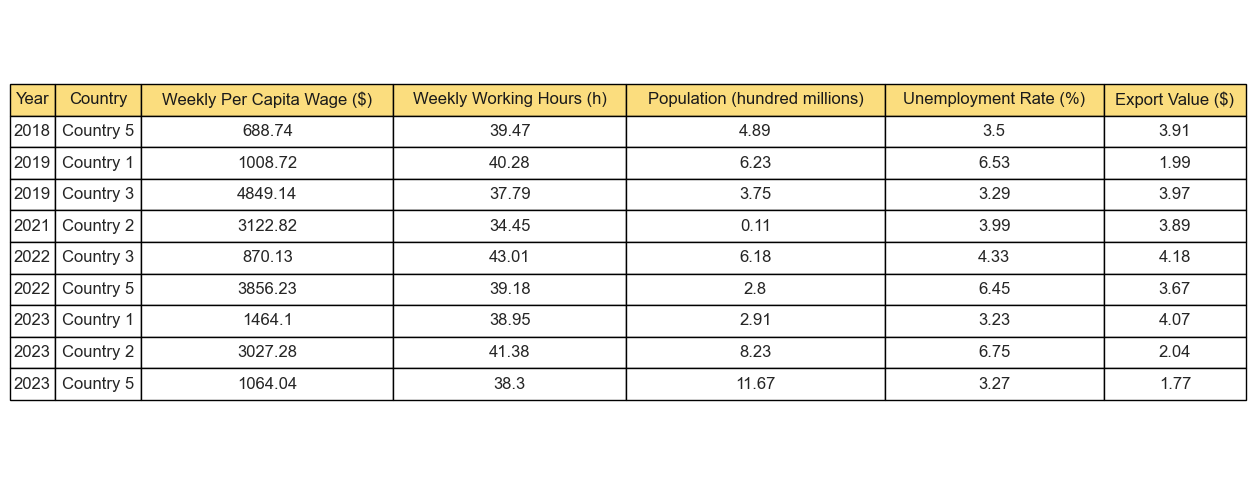 Year Country Weekly Per Capita Wage ($) Weekly Working Hours (h) Population (hundred millions) Unemployment Rate (%) Export Value ($)
2018 Country 5 688.74 39.47 4.89 3.5 3.91
2019 Country 1 1008.72 40.28 6.23 6.53 1.99
2019 Country 3 4849.14 37.79 3.75 3.29 3.97
2021 Country 2 3122.82 34.45 0.11 3.99 3.89
2022 Country 3 870.13 43.01 6.18 4.33 4.18
2022 Country 5 3856.23 39.18 2.8 6.45 3.67
2023 Country 1 1464.1 38.95 2.91 3.23 4.07
2023 Country 2 3027.28 41.38 8.23 6.75 2.04
2023 Country 5 1064.04 38.3 11.67 3.27 1.77